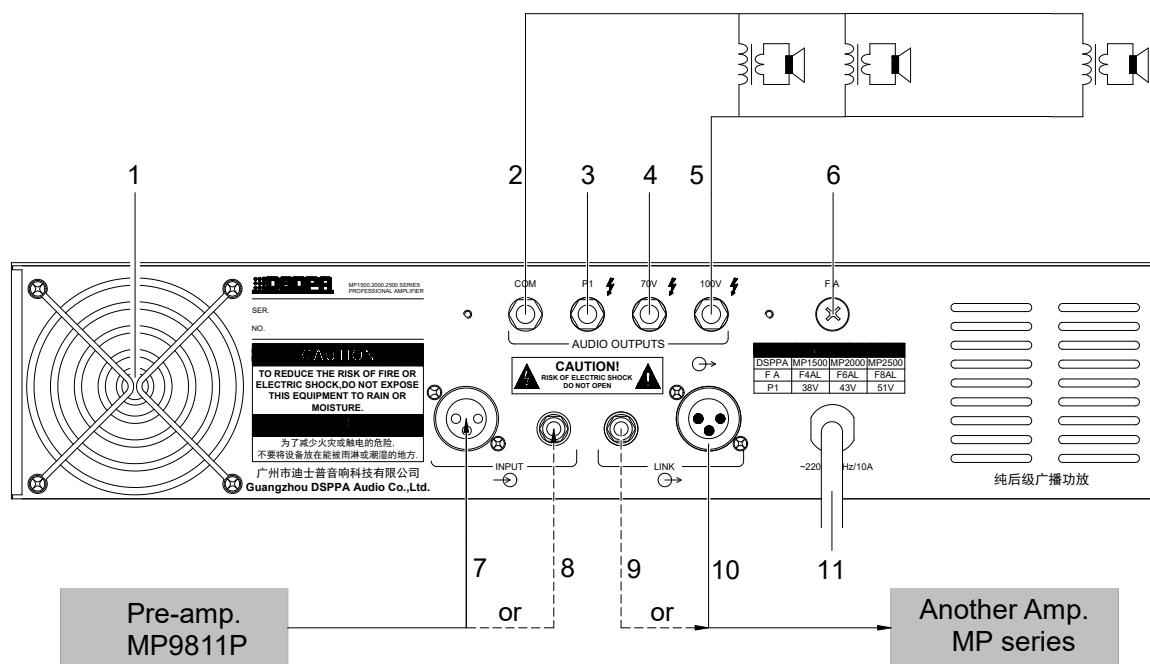 1
2
3
4
5
6
DSPPA
MP1500.2000.2500 SERIES
PROFESSIONAL AMPLIFIER
SER.
NO.
COM
P1
70V
100V
F A
AUDIO OUTPUTS
CAUTION
TO REDUCE THE RISK OF FIRE OR
ELECTRIC SHOCK,DO NOT EXPOSE
THIS EQUIPMENT TO RAIN OR
MOISTURE.
为了减少火灾或触电的危险.
不要将设备放在能被雨淋或潮湿的地方.
广州市迪士普音响科技有限公司
Guangzhou DSPPA Audio Co.,Ltd.
CAUTION!
RISK OF ELECTRIC SHOCK
DO NOT OPEN
INPUT
LINK
DSPPA MP1500 MP2000 MP2500
F A F4AL F6AL F8AL
P1 38V 43V 51V
~220 Hz/10A
纯后级广播功放
7
8
9
10
11
or
or
Pre-amp.
MP9811P
Another Amp.
MP series